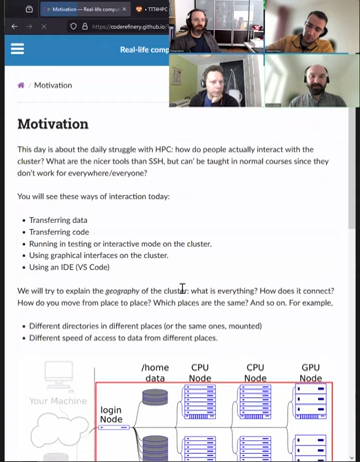 Motivation — Real-life comp
TTT4HPC
https://coderefinery.github.io
Real-life comp
/ Motivation
Motivation
This day is about the daily struggle with HPC: how do people actually interact with the
cluster? What are the nicer tools than SSH, but can' be taught in normal courses since they
don't work for everywhere/everyone?
You will see these ways of interaction today:
Transferring data
Transferring code
Running in testing or interactive mode on the cluster.
Using graphical interfaces on the cluster.
Using an IDE (VS Code)
We will try to explain the geography of the cluster: what is everything? How does it connect?
How do you move from place to place? Which places are the same? And so on. For example,
Different directories in different places (or the same ones, mounted)
Different speed of access to data from different places.
/home data
CPU Node
CPU Node
GPU Node
Your Machine
login Node